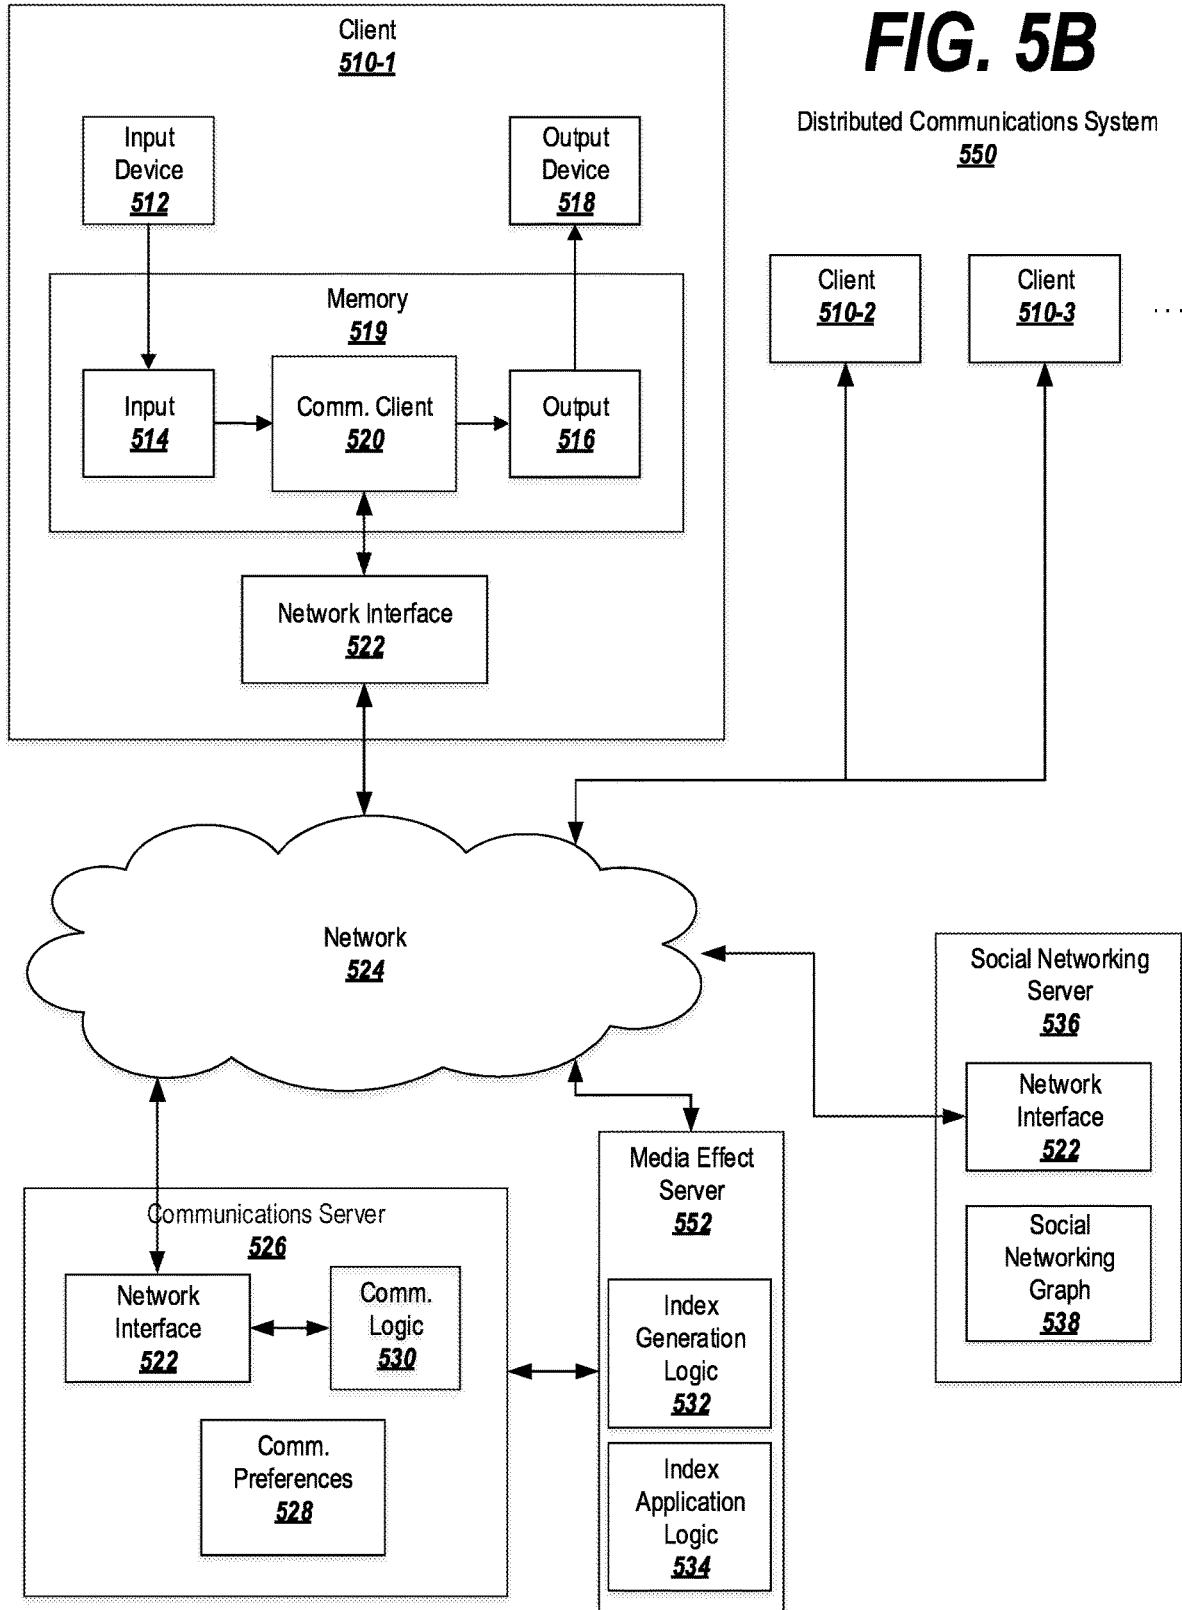 FIG. 5B
Distributed Communications System
550
Client
510-1
Input
Device
512
Output
Device
518
Memory
519
Input
514
Comm. Client
520
Output
516
Network Interface
522
Client
510-2
Client
510-3
. . .
Network
524
Social Networking
Server
536
Network
Interface
522
Social
Networking
Graph
538
Communications Server
526
Network
Interface
522
Comm.
Logic
530
Comm.
Preferences
528
Media Effect
Server
552
Index
Generation
Logic
532
Index
Application
Logic
534